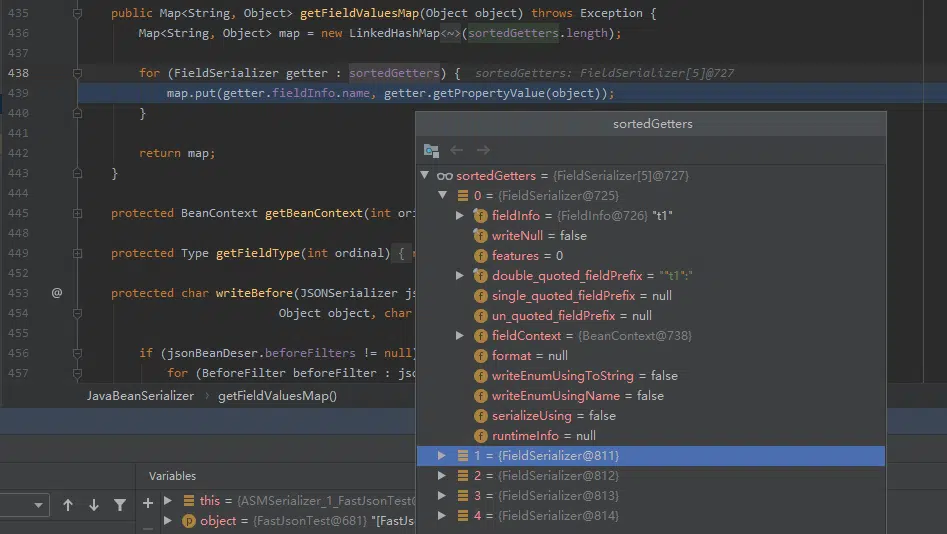 435 public Map<String, Object> getFieldValuesMap(Object object) throws Exception {
436 Map<String, Object> map = new LinkedHashMap<~>(sortedGetters.length);
437
438 for (FieldSerializer getter : sortedGetters) { sortedGetters: FieldSerializer[5]@727
439 map.put(getter.fieldInfo.name, getter.getPropertyValue(object));
440 }
441
442 return map;
443 }
444
445 protected BeanContext getBeanContext(int ori
448
449 protected Type getFieldType(int ordinal) {
452
453 @ protected char writeBefore(JSONSerializer js
454 Object object, char
455
456 if (jsonBeanDeser.beforeFilters != null)
457 for (BeforeFilter beforeFilter : jso
JavaBeanSerializer › getFieldValuesMap()
Variables
this = {ASMSerializer_1_FastJsonTest@
object = {FastJsonTest@681} "[FastJs
sortedGetters
sortedGetters = {FieldSerializer[5]@727}
0 = {FieldSerializer@725}
fieldInfo = {FieldInfo@726} "t1"
writeNull = false
features = 0
double_quoted_fieldPrefix = ""t1":"
single_quoted_fieldPrefix = null
un_quoted_fieldPrefix = null
fieldContext = {BeanContext@738}
format = null
writeEnumUsingToString = false
writeEnumUsingName = false
serializeUsing = false
runtimeInfo = null
1 = {FieldSerializer@811}
2 = {FieldSerializer@812}
3 = {FieldSerializer@813}
4 = {FieldSerializer@814}